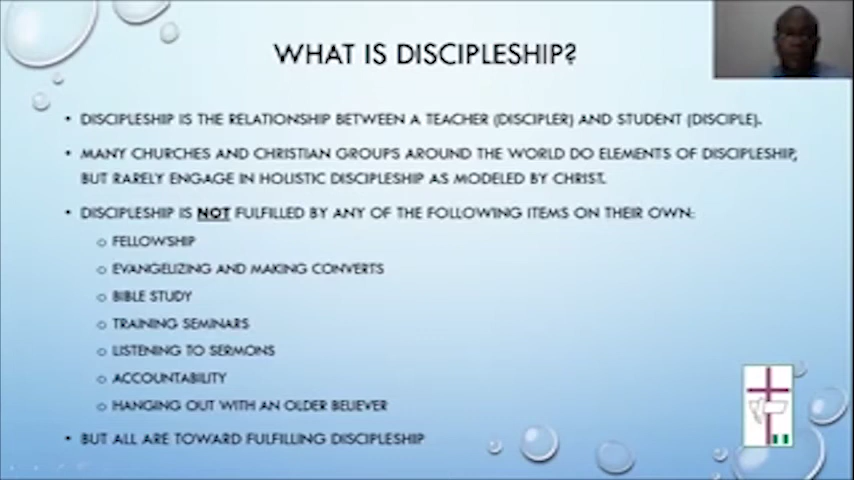 WHAT IS DISCIPLESHIP?
• DISCIPLESHIP IS THE RELATIONSHIP BETWEEN A TEACHER (DISCIPLER) AND STUDENT (DISCIPLE).
• MANY CHURCHES AND CHRISTIAN GROUPS AROUND THE WORLD DO ELEMENTS OF DISCIPLESHIP,
BUT RARELY ENGAGE IN HOLISTIC DISCIPLESHIP AS MODELED BY CHRIST.
• DISCIPLESHIP IS NOT FULFILLED BY ANY OF THE FOLLOWING ITEMS ON THEIR OWN:
o FELLOWSHIP
o EVANGELIZING AND MAKING CONVERTS
o BIBLE STUDY
o TRAINING SEMINARS
o LISTENING TO SERMONS
o ACCOUNTABILITY
o HANGING OUT WITH AN OLDER BELIEVER
• BUT ALL ARE TOWARD FULFILLING DISCIPLESHIP